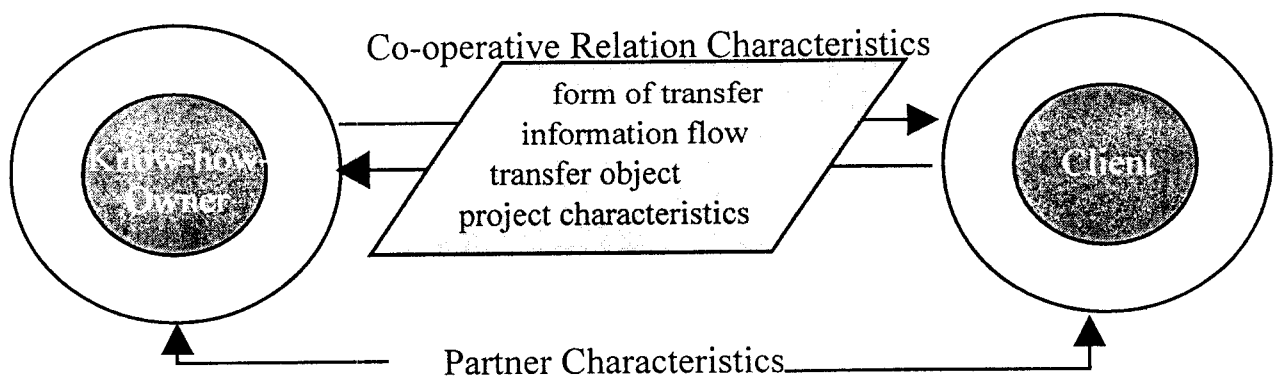 Co-operative Relation Characteristics
form of transfer
information flow
transfer object
project characteristics
Know-how-
Owner
Client
Partner Characteristics